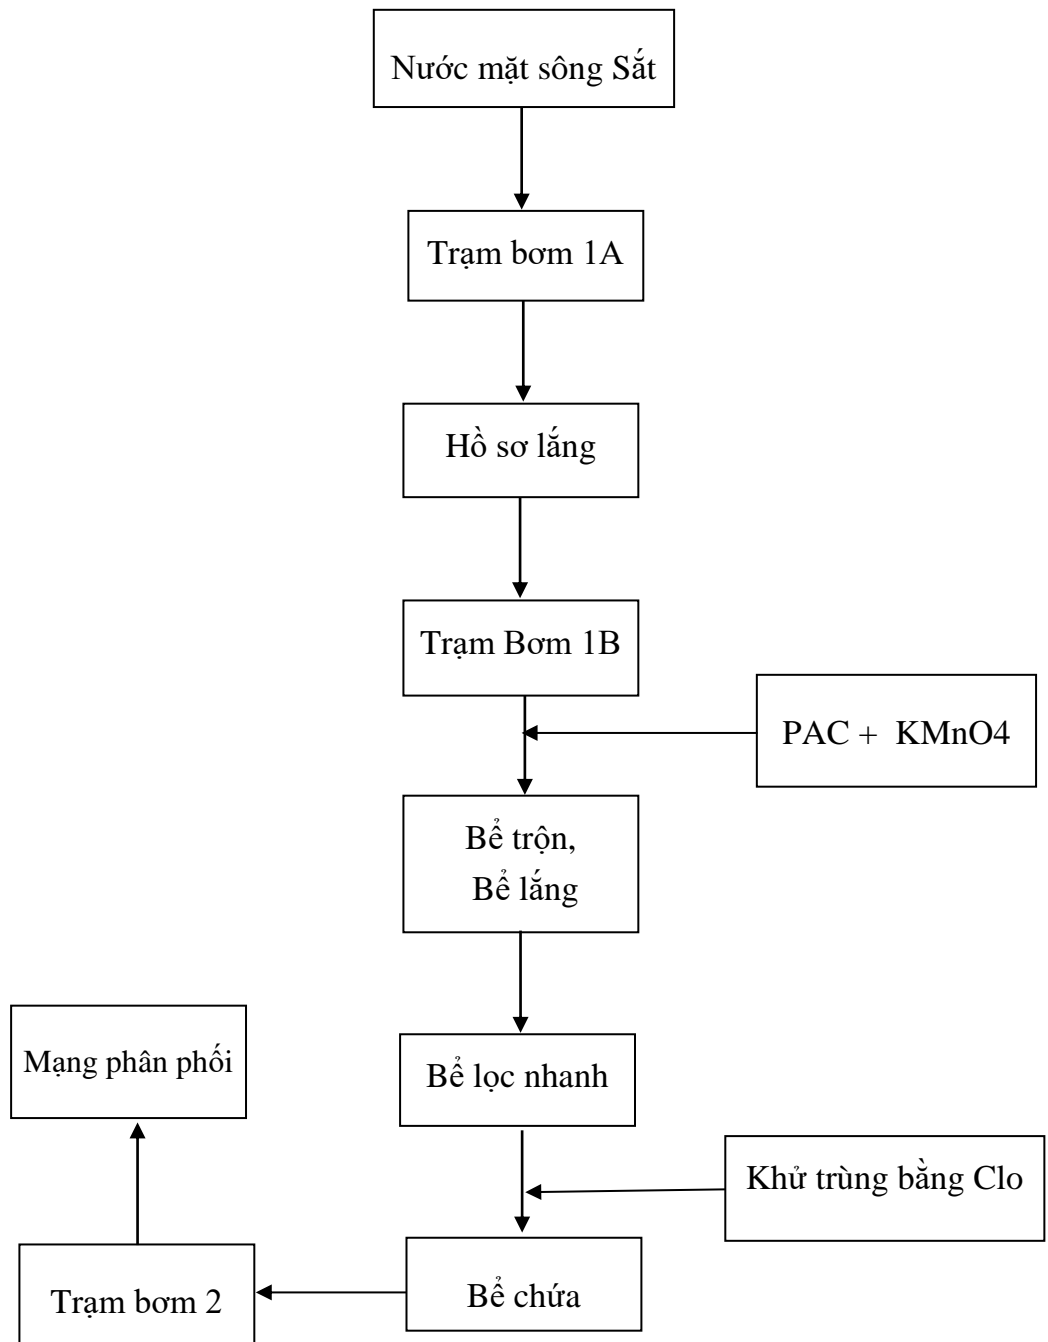 Nước mặt sông Sắt
Trạm bơm 1A
Hồ sơ lắng
Trạm Bơm 1B
PAC + KMnO4
Bể trộn,
Bể lắng
Bể lọc nhanh
Khử trùng bằng Clo
Bể chứa
Trạm bơm 2
Mạng phân phối